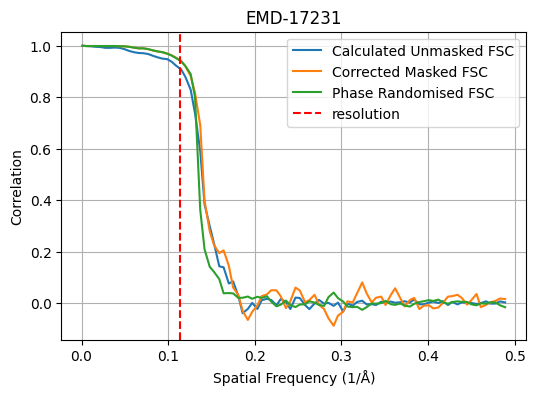 EMD-17231
Calculated Unmasked FSC
Corrected Masked FSC
Phase Randomised FSC
resolution
Correlation
1.0
0.8
0.6
0.4
0.2
0.0
0.0 0.1 0.2 0.3 0.4 0.5
Spatial Frequency (1/Å)